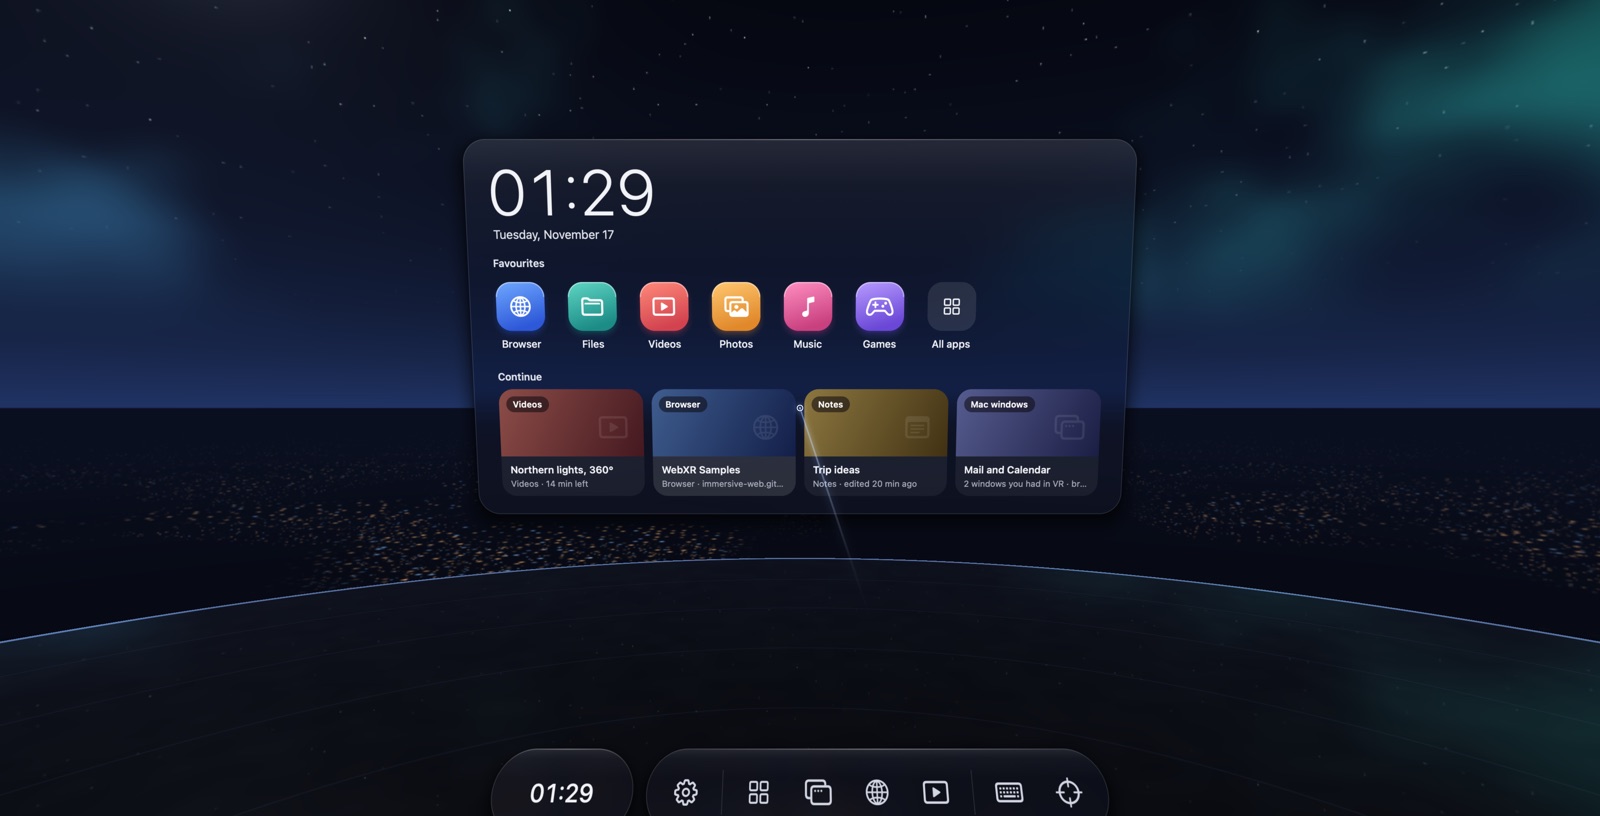 01:29
Tuesday, November 17
Favourites
Browser
Files
Videos
Photos
Music
Games
All apps
Continue
Videos
Northern lights, 360°
Videos · 14 min left
Browser
WebXR Samples
Browser · immersive-web.git…
Notes
Trip ideas
Notes · edited 20 min ago
Mac windows
Mail and Calendar
2 windows you had in VR · br…
01:29